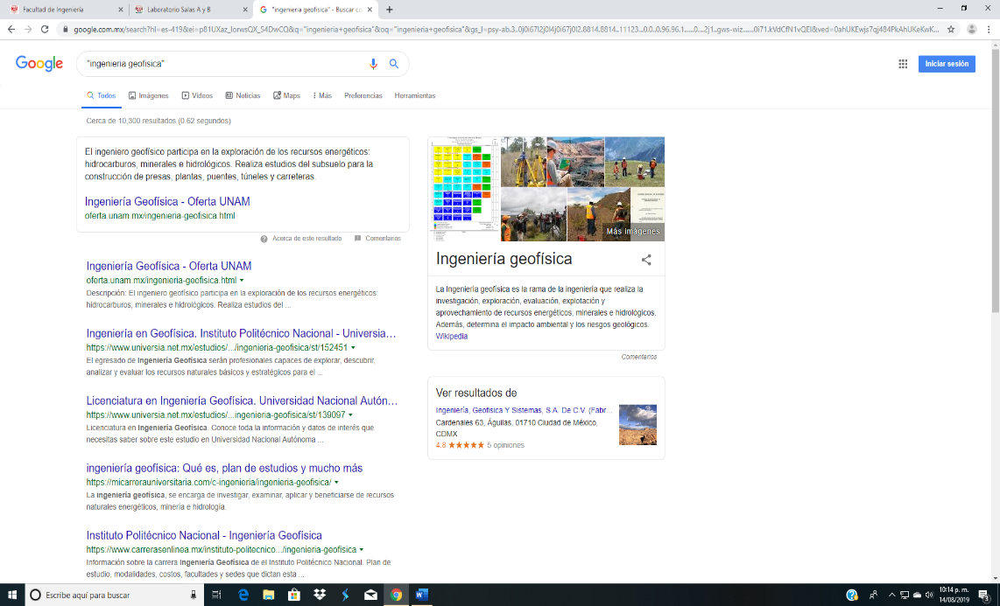 Facultad de Ingeniería
Laboratorio Salas A y B
"ingenieria geofisica" - Buscar co
google.com.mx/search?hl=es-419&ei=p81UXaz_IorwsQX_54DwCQ&q="ingenieria+geofisica"&oq="ingenieria+geofisica"&gs_l=psy-ab.3..0j0i67l2j0l4j0i67j0l2.8814.8814..11123...0.0..0.96.96.1......0....2j1..gws-wiz.......0i71.kVdCfN1vQEI&ved=0ahUKEwjs7qj484PkAhUKeKwK...
Google
"ingenieria geofisica"
Iniciar sesión
Todos Imágenes Videos Noticias Maps Más Preferencias Herramientas
Cerca de 10,300 resultados (0.62 segundos)
El ingeniero geofísico participa en la exploración de los recursos energéticos:
hidrocarburos, minerales e hidrológicos. Realiza estudios del subsuelo para la
construcción de presas, plantas, puentes, túneles y carreteras.
Ingeniería Geofísica - Oferta UNAM
oferta.unam.mx/ingenieria-geofisica.html
Acerca de este resultado Comentarios
Ingeniería Geofísica - Oferta UNAM
oferta.unam.mx/ingenieria-geofisica.html
Descripción: El ingeniero geofísico participa en la exploración de los recursos energéticos:
hidrocarburos, minerales e hidrológicos. Realiza estudios del ...
Ingeniería en Geofísica. Instituto Politécnico Nacional - Universia...
https://www.universia.net.mx/estudios/.../ingenieria-geofisica/st/152451
El egresado de Ingeniería Geofísica serán profesionales capaces de explorar, descubrir,
analizar y evaluar los recursos naturales básicos y estratégicos para el ...
Licenciatura en Ingeniería Geofísica. Universidad Nacional Autón...
https://www.universia.net.mx/estudios/...ingenieria-geofisica/st/139097
Licenciatura en Ingeniería Geofísica. Conoce toda la información y datos de interés que
necesitas saber sobre este estudio en Universidad Nacional Autónoma ...
ingeniería geofísica: Qué es, plan de estudios y mucho más
https://micarrerauniversitaria.com/c-ingenieria/ingenieria-geofisica/
La ingeniería geofísica, se encarga de investigar, examinar, aplicar y beneficiarse de recursos
naturales energéticos, minería e hidrología.
Instituto Politécnico Nacional - Ingeniería Geofísica
https://www.carrerasenlinea.mx/instituto-politecnico.../ingenieria-geofisica
Información sobre la carrera Ingeniería Geofísica de el Instituto Politécnico Nacional. Plan de
estudio, modalidades, costos, facultades y sedes que dictan esta ...
Más imágenes
Ingeniería geofísica
La Ingeniería geofísica es la rama de la ingeniería que realiza la
investigación, exploración, evaluación, explotación y
aprovechamiento de recursos energéticos, minerales e hidrológicos.
Además, determina el impacto ambiental y los riesgos geológicos.
Wikipedia
Comentarios
Ver resultados de
Ingeniería, Geofisica Y Sistemas, S.A. De C.V. (Fabr...
Cardenales 63, Águilas, 01710 Ciudad de México,
CDMX
4.8 5 opiniones
Escribe aquí para buscar
10:14 p. m.
14/08/2019
3